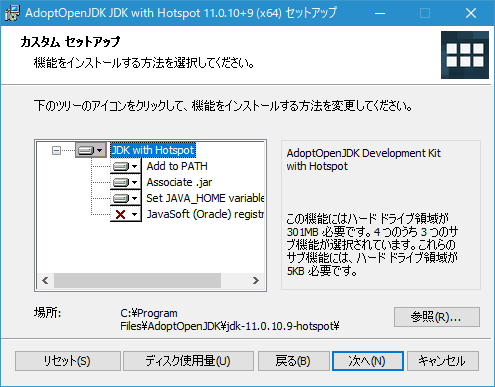 AdoptOpenJDK JDK with Hotspot 11.0.10+9 (x64) セットアップ
カスタム セットアップ
機能をインストールする方法を選択してください。
下のツリーのアイコンをクリックして、機能をインストールする方法を変更してください。
JDK with Hotspot
Add to PATH
Associate .jar
Set JAVA_HOME variable
JavaSoft (Oracle) registr
AdoptOpenJDK Development Kit
with Hotspot
この機能にはハード ドライブ領域が
301MB 必要です。4 つのうち 3 つのサ
ブ機能が選択されています。これらの
サブ機能には、ハード ドライブ領域が
5KB 必要です。
場所:
C:¥Program
Files¥AdoptOpenJDK¥jdk-11.0.10.9-hotspot¥
参照(R)...
リセット(S)
ディスク使用量(U)
戻る(B)
次へ(N)
キャンセル